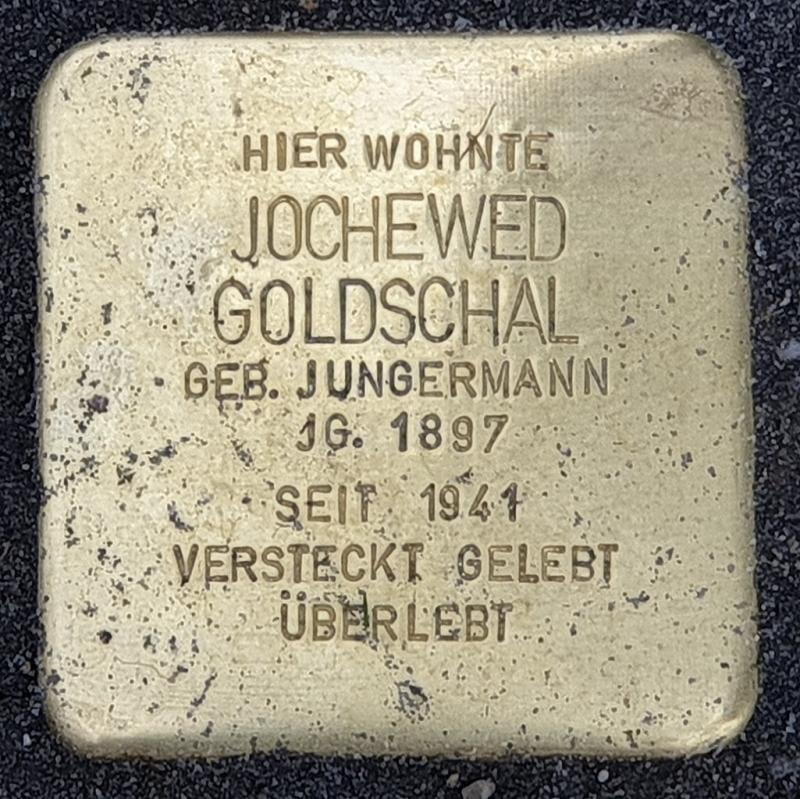 HIER WOHNTE
JOCHEWED
GOLDSCHAL
GEB. JUNGERMANN
JG. 1897
SEIT 1941
VERSTECKT GELEBT
ÜBERLEBT